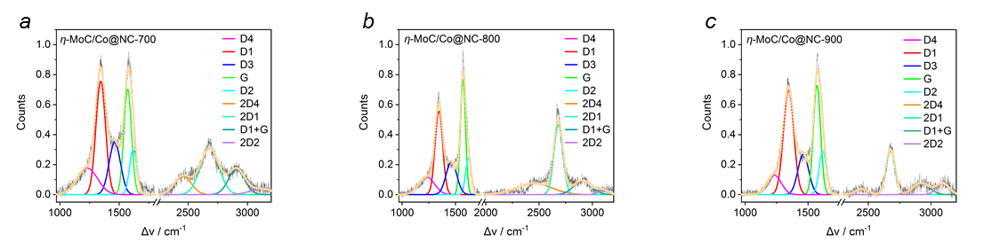 a
η-MoC/Co@NC-700
D4
D1
D3
G
D2
2D4
2D1
D1+G
2D2
1.0
0.8
0.6
0.4
0.2
0.0
Counts
1000 1500 2500 3000
Δν / cm-1
b
η-MoC/Co@NC-800
D4
D1
D3
G
D2
2D4
2D1
D1+G
2D2
1.0
0.8
0.6
0.4
0.2
0.0
Counts
1000 1500 2000 2500 3000
Δν / cm-1
c
η-MoC/Co@NC-900
D4
D1
D3
G
D2
2D4
2D1
D1+G
2D2
1.0
0.8
0.6
0.4
0.2
0.0
Counts
1000 1500 2500 3000
Δν / cm-1